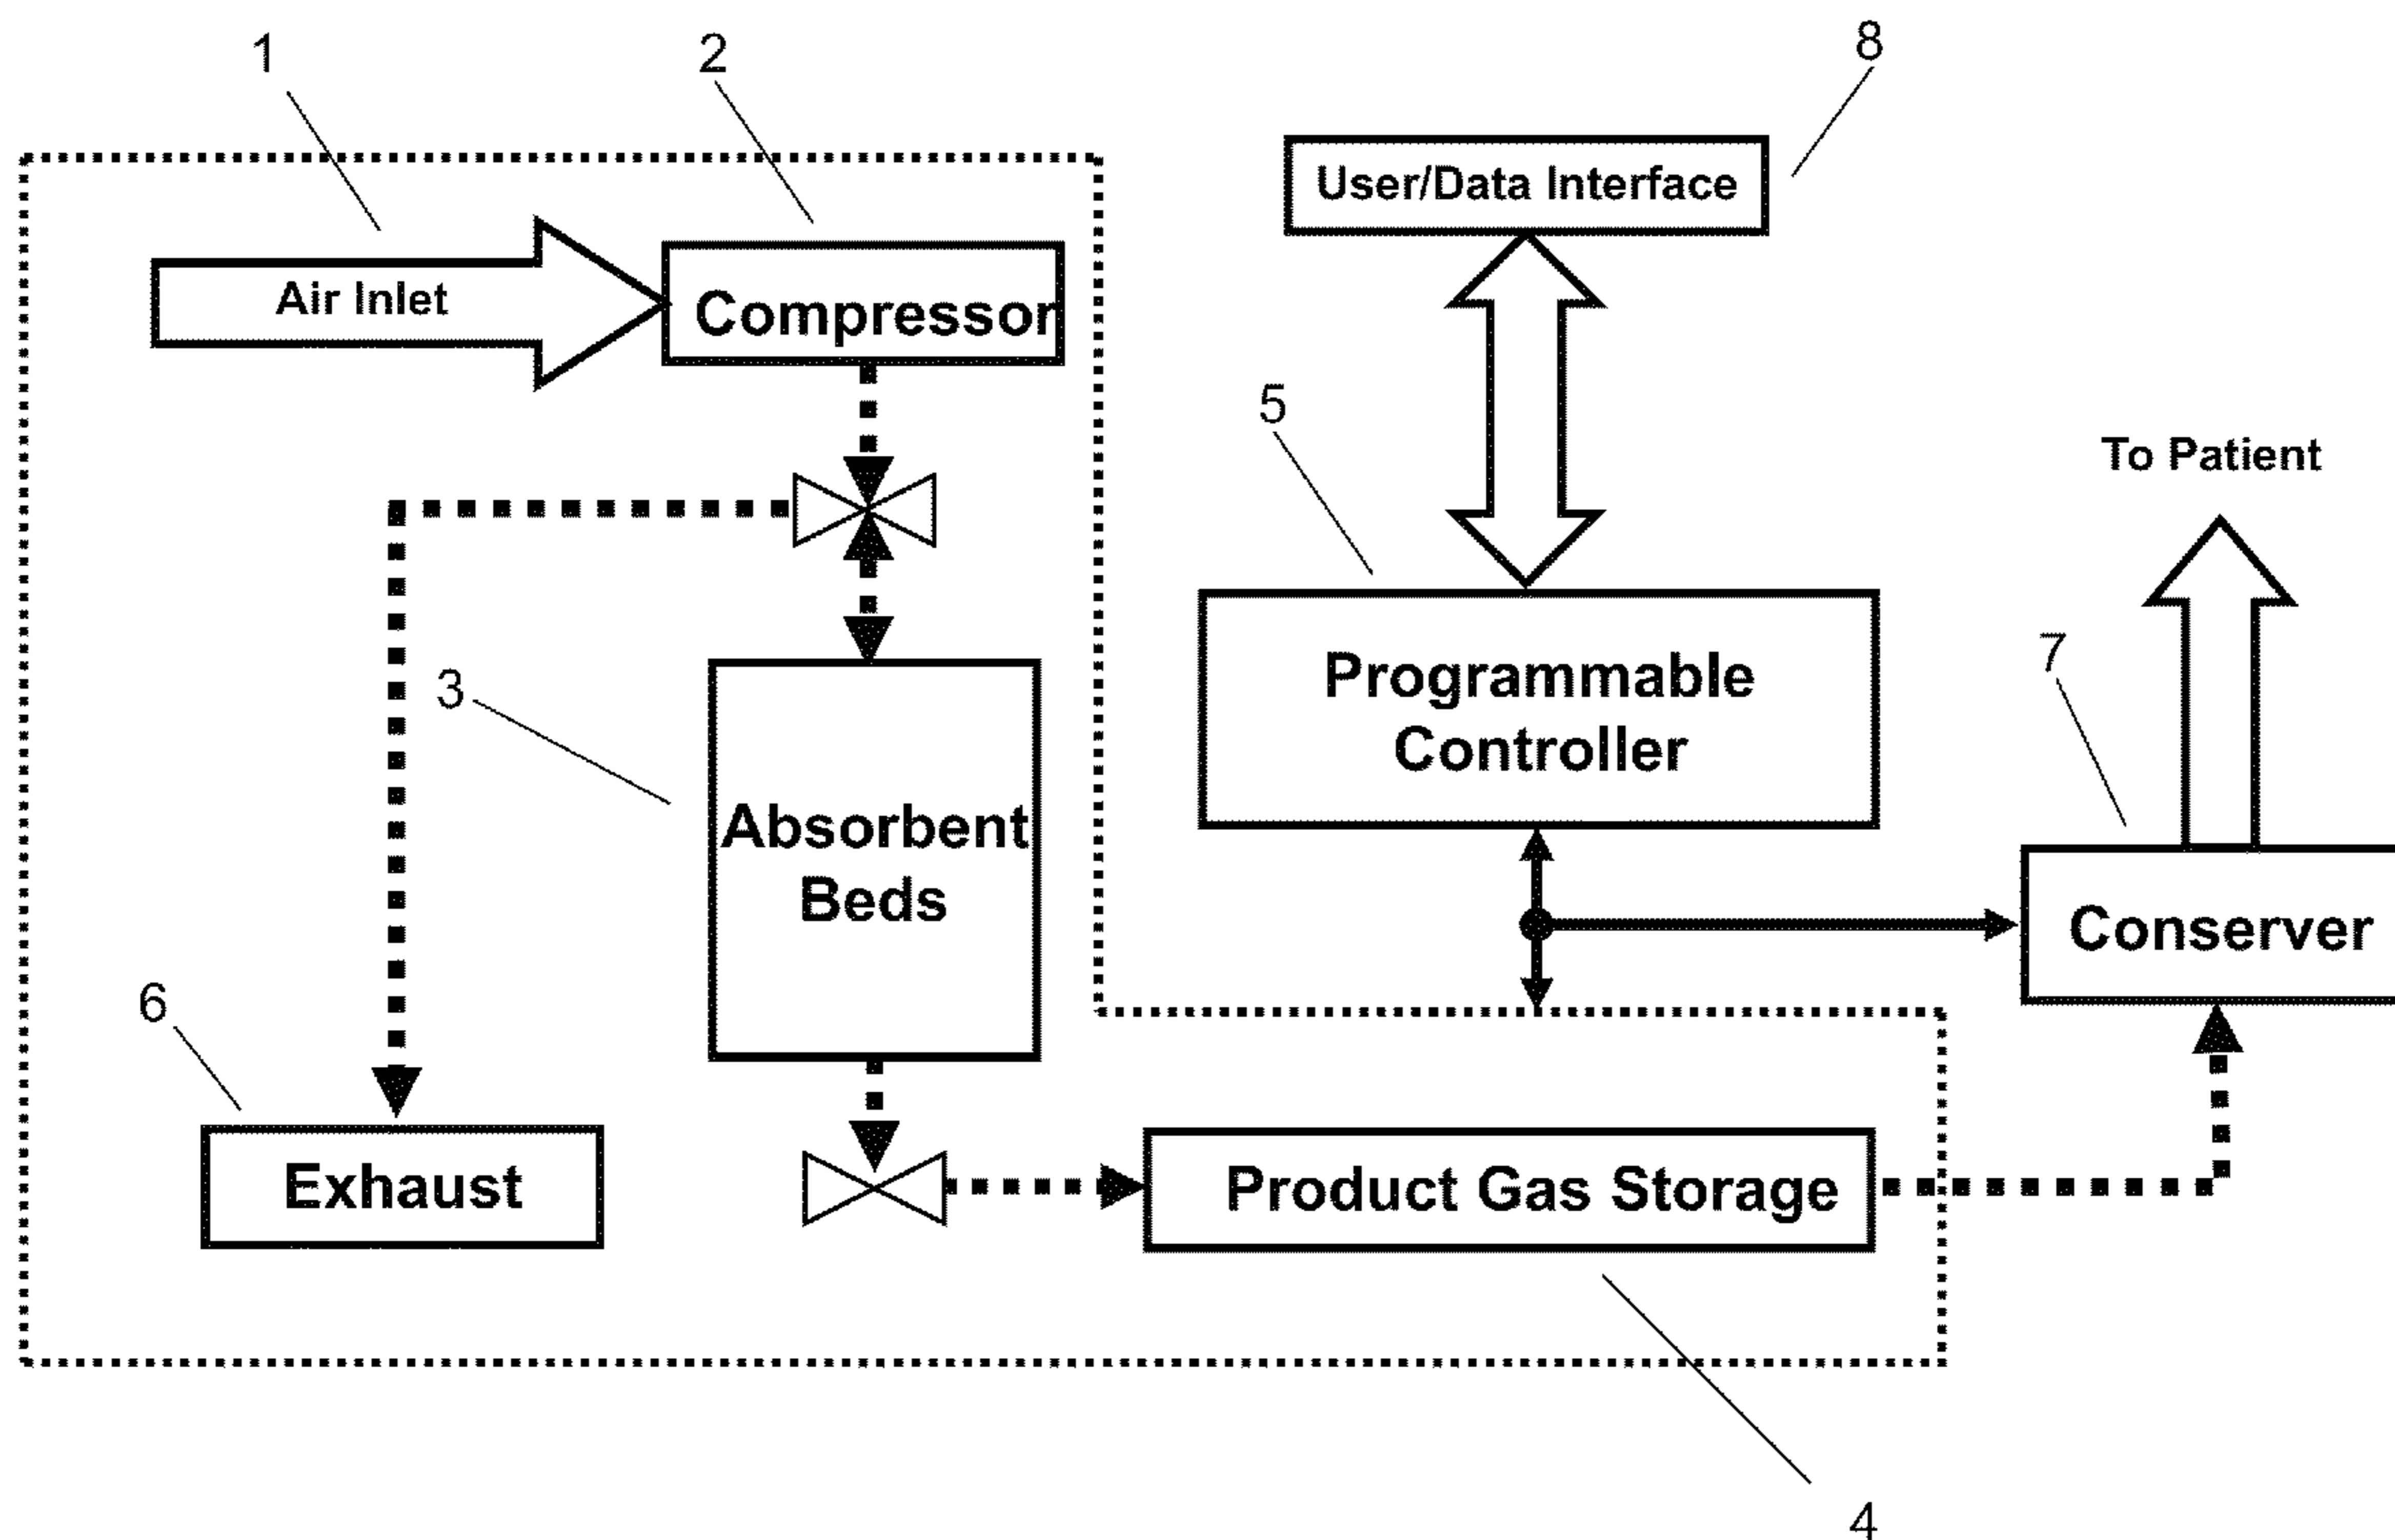 1
2
8
User/Data Interface
Air Inlet
Compressor
5
To Patient
Programmable
Controller
7
3
Absorbent
Beds
Conserver
6
Exhaust
Product Gas Storage
4